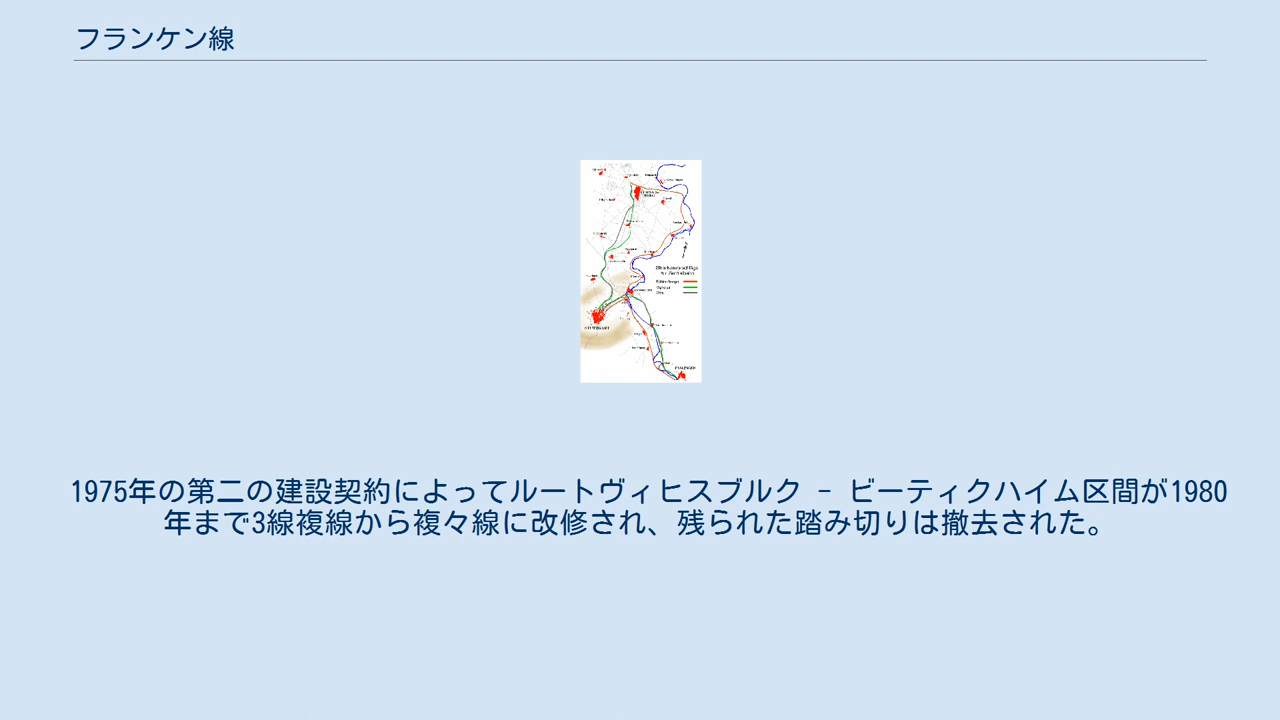 フランケン線
STUTTGART
ESSLINGEN
1975年の第二の建設契約によってルートヴィヒスブルク － ビーティクハイム区間が1980
年まで3線複線から複々線に改修され、残られた踏み切りは撤去された。